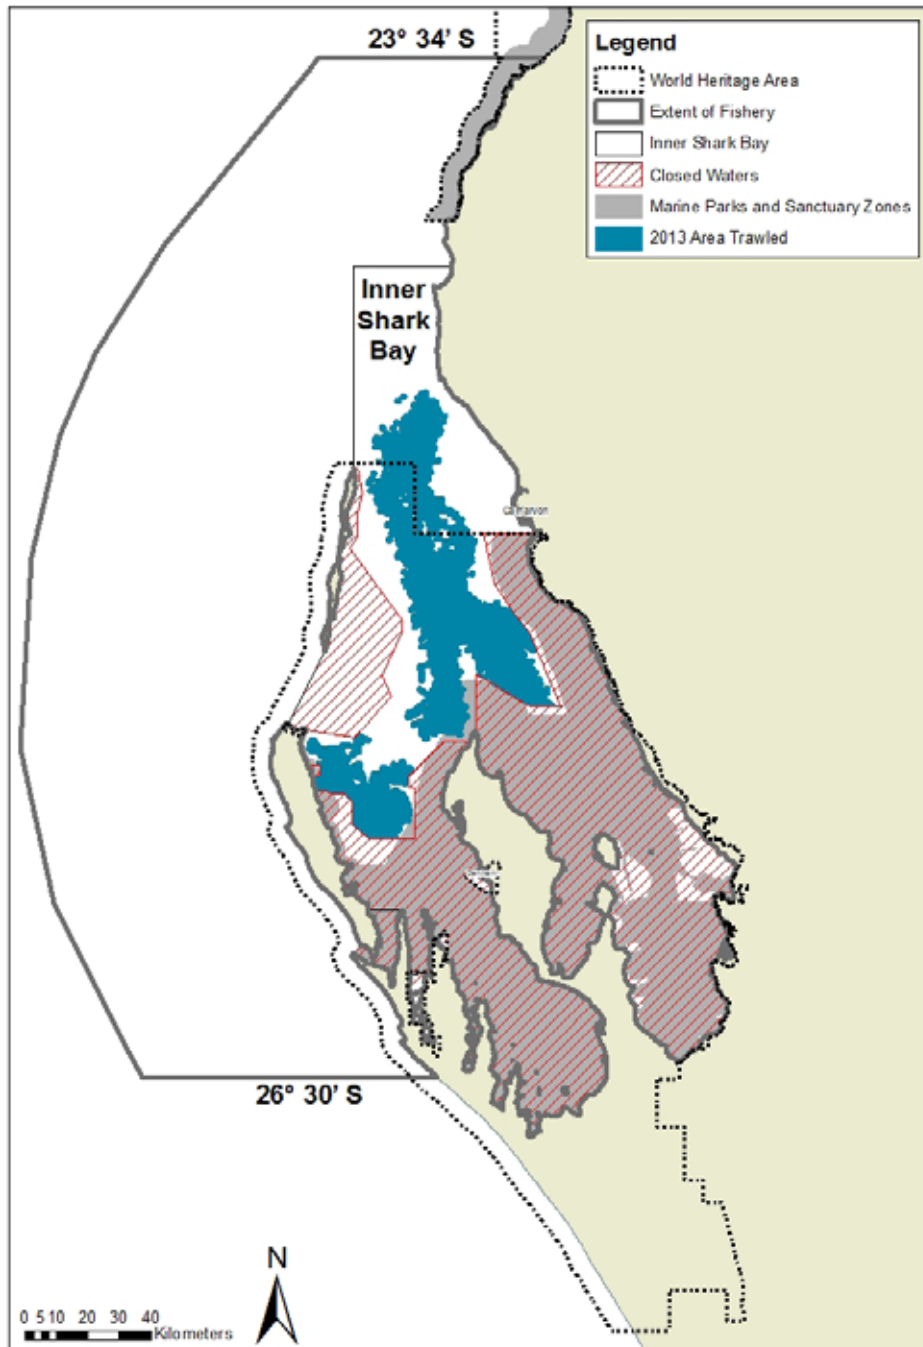 23° 34' S
Legend
World Heritage Area
Extent of Fishery
Inner Shark Bay
Closed Waters
Marine Parks and Sanctuary Zones
2013 Area Trawled
Inner
Shark
Bay
Carnarvon
26° 30' S
N
0 5 10 20 30 40
Kilometers